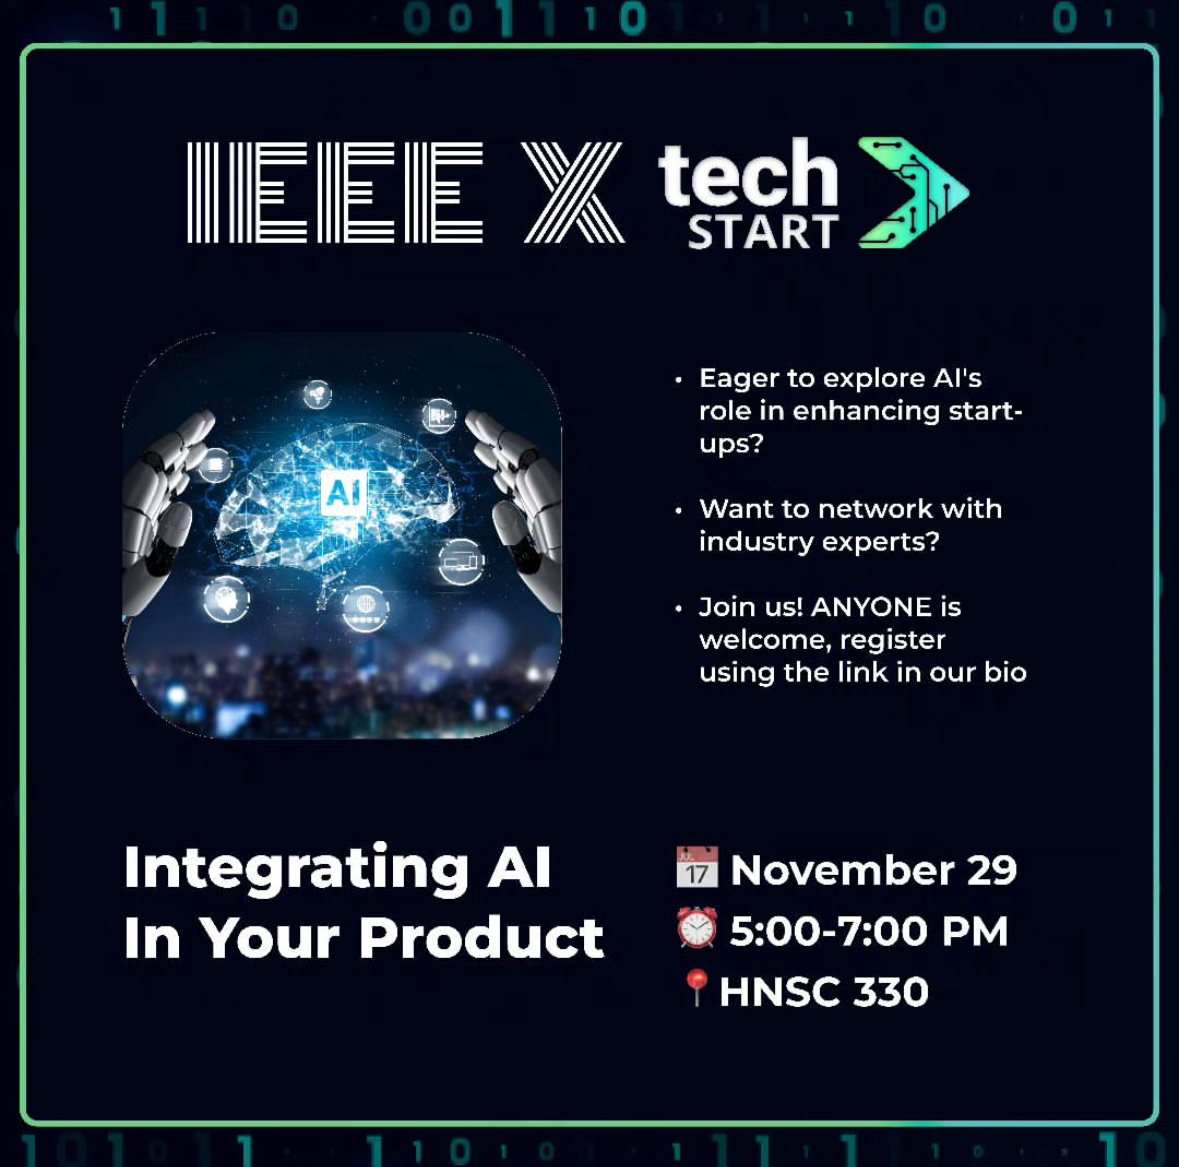 IEEE X tech
START
AI
• Eager to explore AI's
role in enhancing start-
ups?
• Want to network with
industry experts?
• Join us! ANYONE is
welcome, register
using the link in our bio
Integrating AI
In Your Product
JUL
17
November 29
5:00-7:00 PM
HNSC 330